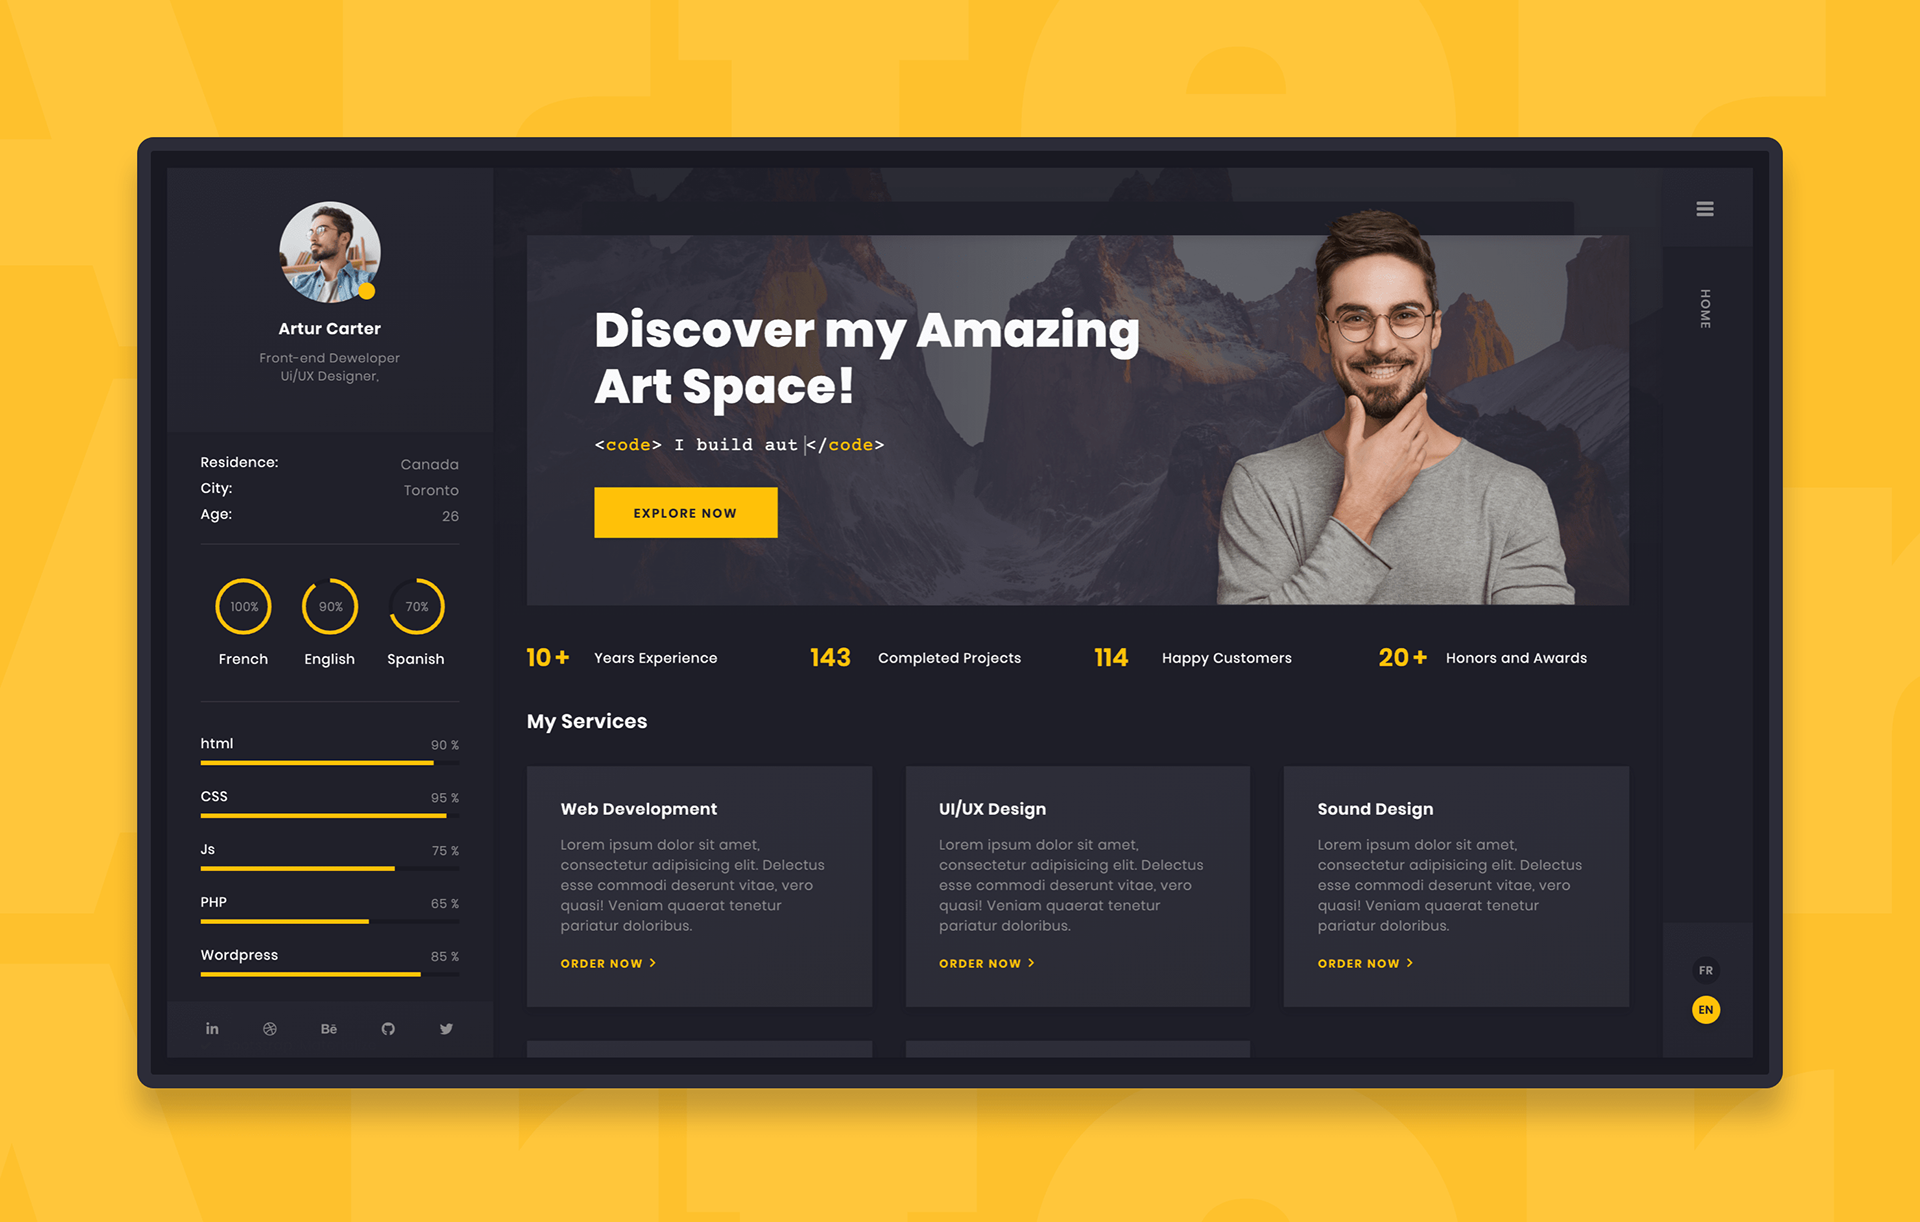 Artur Carter
Front-end Deweloper
Ui/UX Designer,
Residence: Canada
City: Toronto
Age: 26
100% 90% 70%
French English Spanish
html 90 %
CSS 95 %
Js 75 %
PHP 65 %
Wordpress 85 %
in Bē
Discover my Amazing
Art Space!
<code> I build aut |</code>
EXPLORE NOW
10+ Years Experience
143 Completed Projects
114 Happy Customers
20+ Honors and Awards
My Services
Web Development
Lorem ipsum dolor sit amet,
consectetur adipisicing elit. Delectus
esse commodi deserunt vitae, vero
quasi! Veniam quaerat tenetur
pariatur doloribus.
ORDER NOW >
UI/UX Design
Lorem ipsum dolor sit amet,
consectetur adipisicing elit. Delectus
esse commodi deserunt vitae, vero
quasi! Veniam quaerat tenetur
pariatur doloribus.
ORDER NOW >
Sound Design
Lorem ipsum dolor sit amet,
consectetur adipisicing elit. Delectus
esse commodi deserunt vitae, vero
quasi! Veniam quaerat tenetur
pariatur doloribus.
ORDER NOW >
HOME
FR
EN